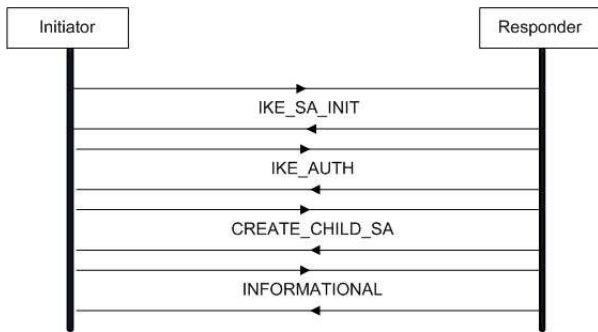 Initiator
Responder
IKE_SA_INIT
IKE_AUTH
CREATE_CHILD_SA
INFORMATIONAL